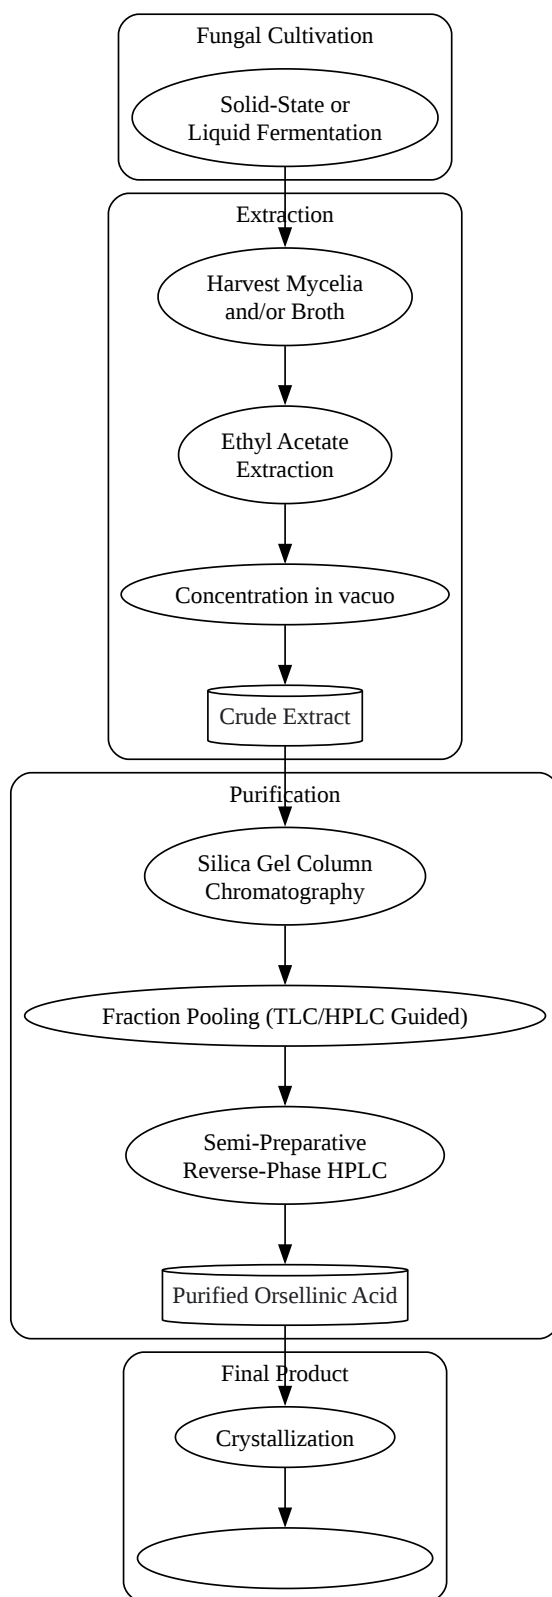 Fungal Cultivation
Solid-State or
Liquid Fermentation
Extraction
Harvest Mycelia
and/or Broth
Ethyl Acetate
Extraction
Concentration in vacuo
Crude Extract
Purification
Silica Gel Column
Chromatography
Fraction Pooling (TLC/HPLC Guided)
Semi-Preparative
Reverse-Phase HPLC
Purified Orsellinic Acid
Final Product
Crystallization